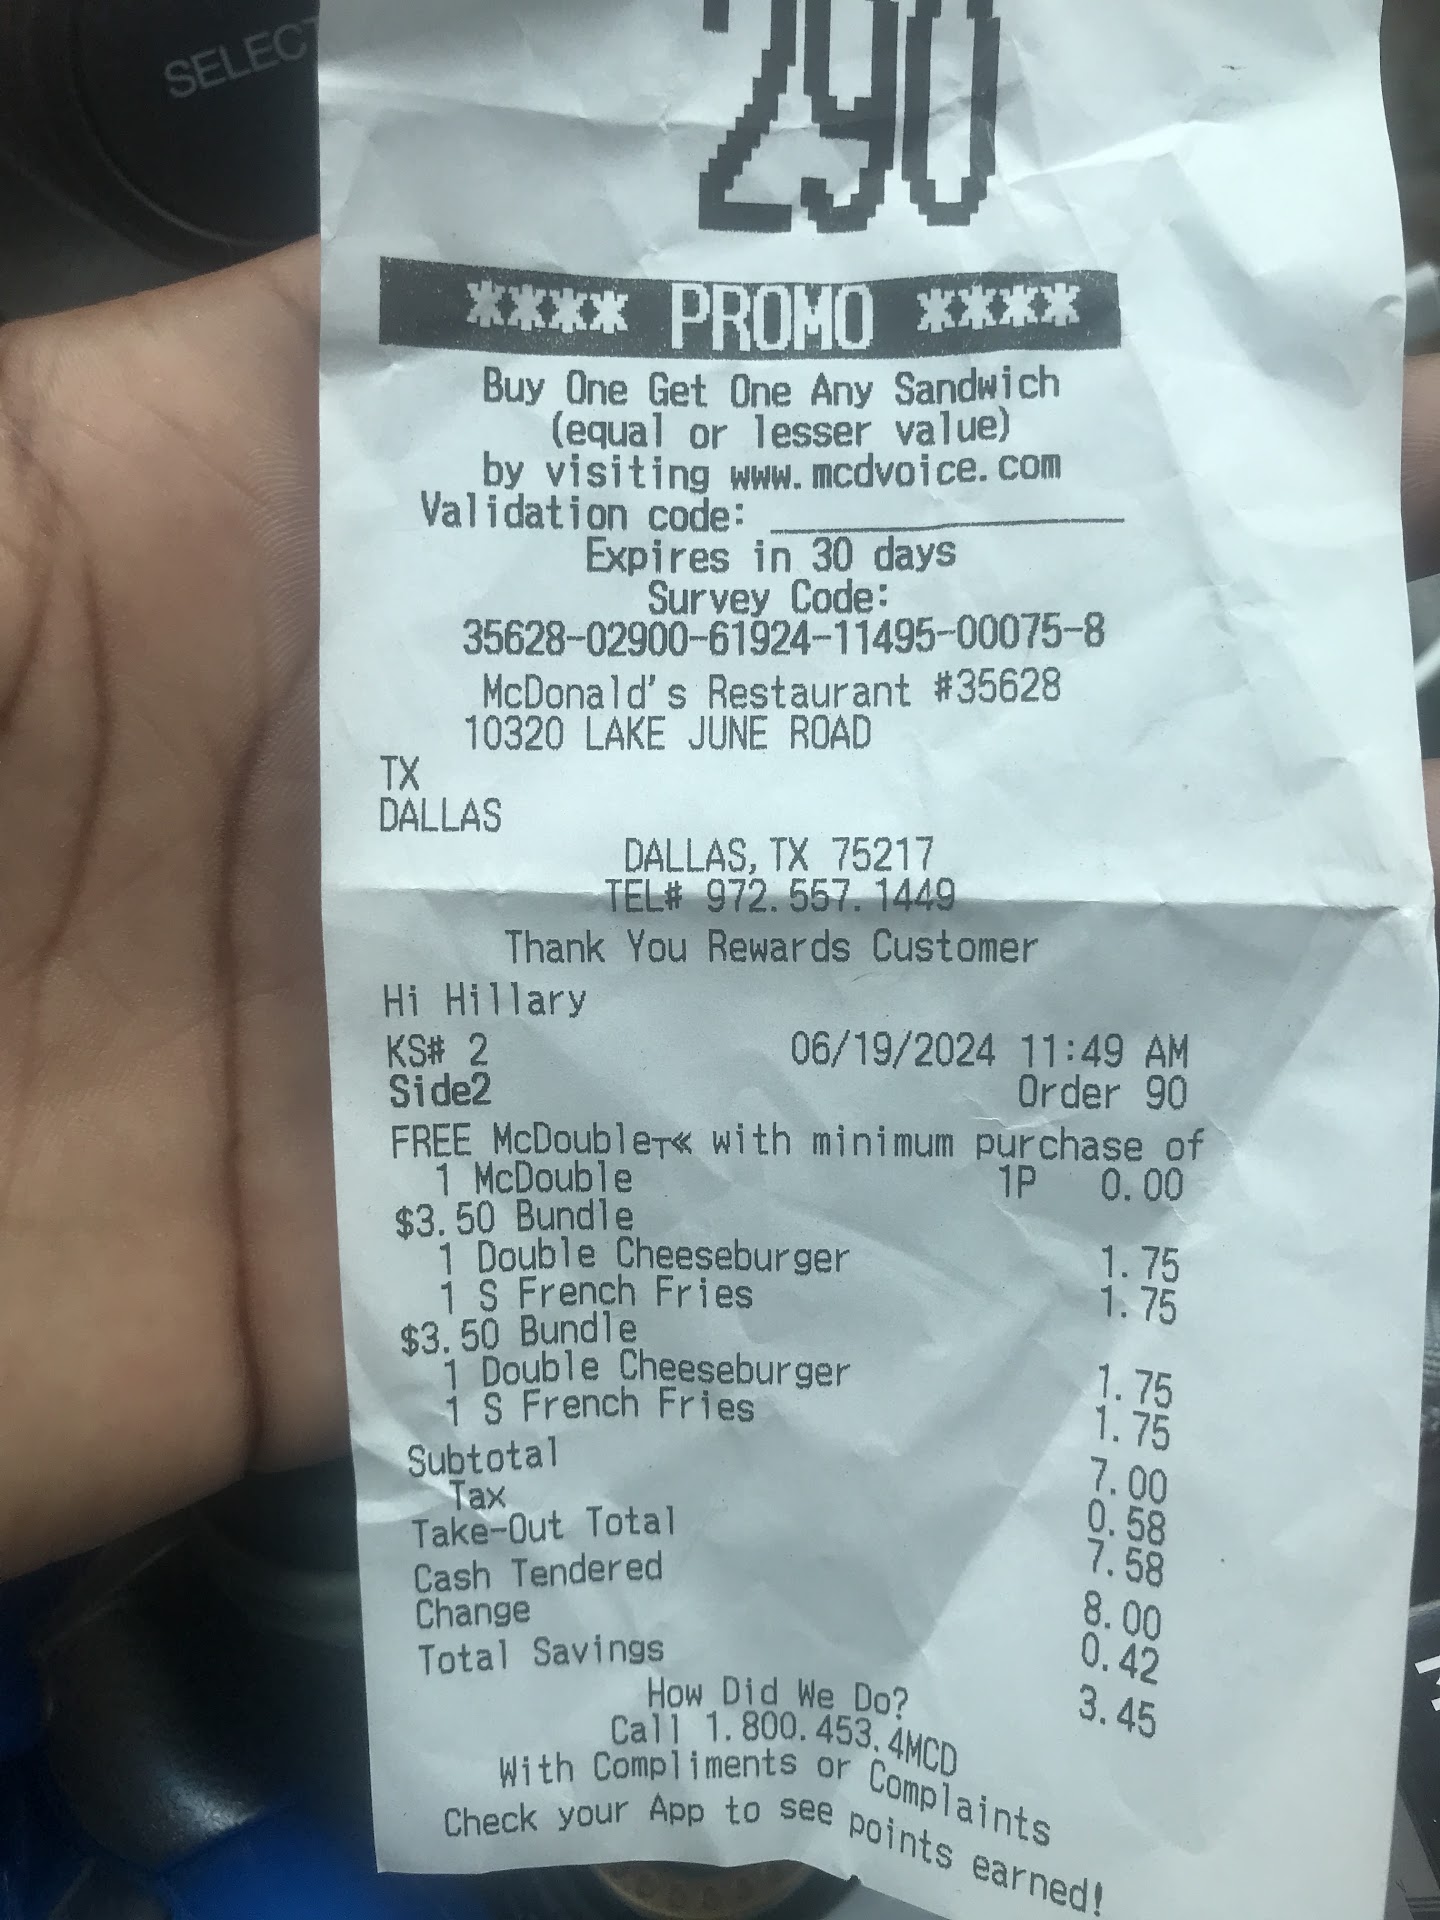 SELECT
290
**** PROMO ****
Buy One Get One Any Sandwich
(equal or lesser value)
by visiting www.mcdvoice.com
Validation code: _______________
Expires in 30 days
Survey Code:
35628-02900-61924-11495-00075-8
McDonald's Restaurant #35628
10320 LAKE JUNE ROAD
TX
DALLAS
DALLAS, TX 75217
TEL# 972.557.1449
Thank You Rewards Customer
Hi Hillary
KS# 2 06/19/2024 11:49 AM
Side2 Order 90
FREE McDouble┬« with minimum purchase of
1 McDouble 1P 0.00
$3.50 Bundle
1 Double Cheeseburger 1.75
1 S French Fries 1.75
$3.50 Bundle
1 Double Cheeseburger 1.75
1 S French Fries 1.75
Subtotal 7.00
Tax 0.58
Take-Out Total 7.58
Cash Tendered 8.00
Change 0.42
Total Savings 3.45
How Did We Do?
Call 1.800.453.4MCD
With Compliments or Complaints
Check your App to see points earned!